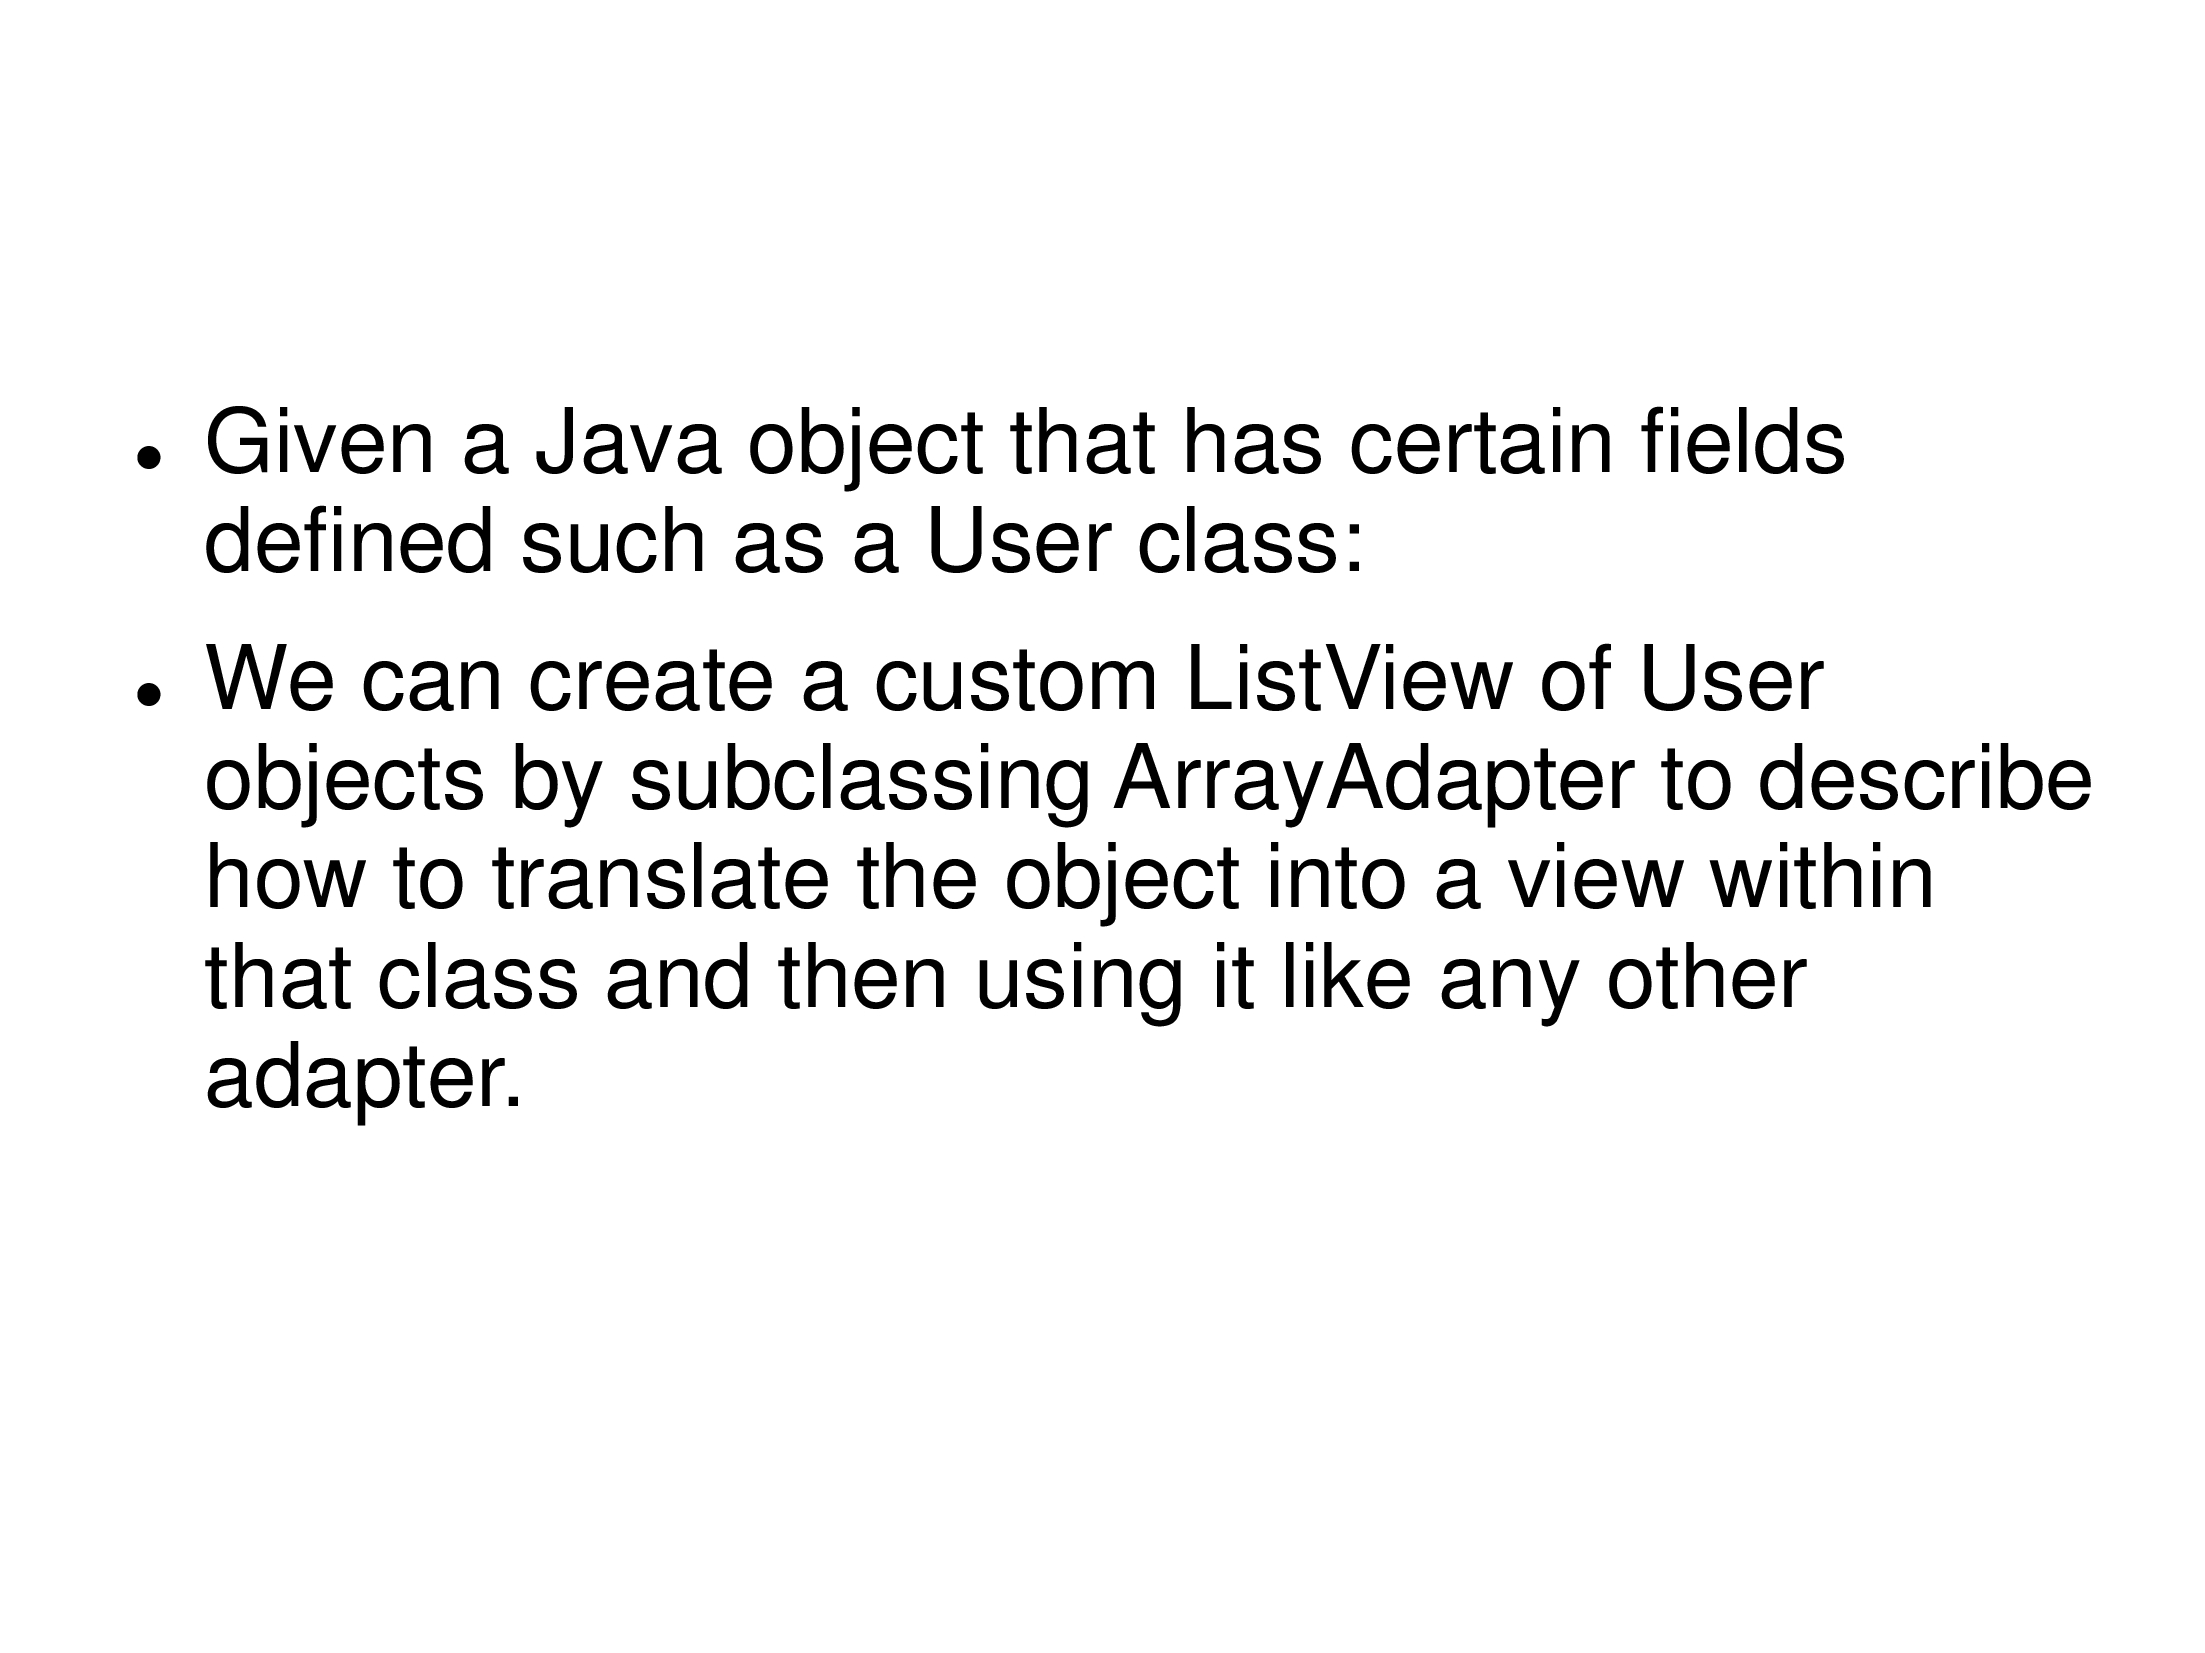 • Given a Java object that has certain fields
defined such as a User class:
• We can create a custom ListView of User
objects by subclassing ArrayAdapter to describe
how to translate the object into a view within
that class and then using it like any other
adapter.